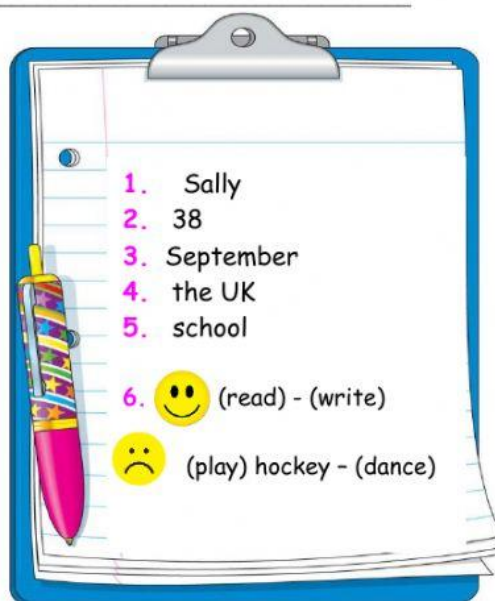 1. Sally
2. 38
3. September
4. the UK
5. school
6. (read) - (write)
(play) hockey – (dance)